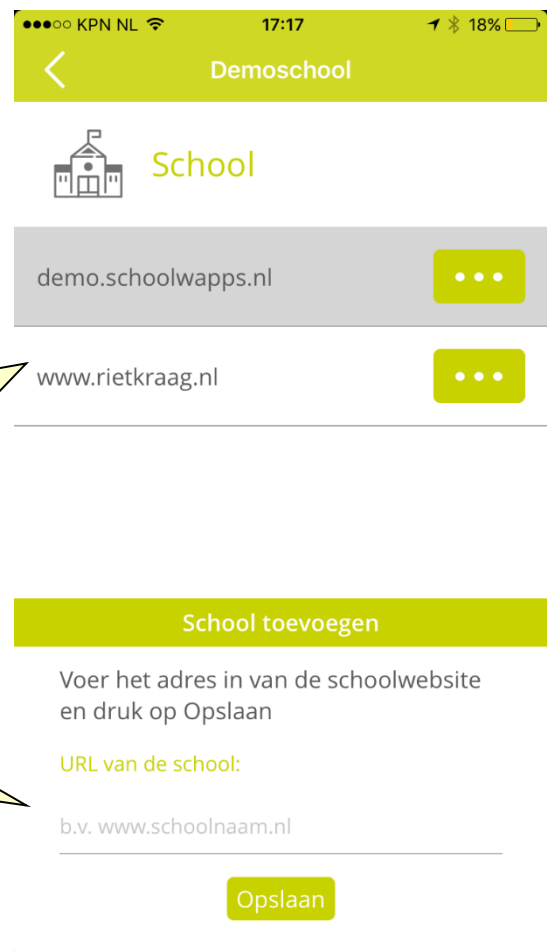 KPN NL 17:17 18%
Demoschool
School
demo.schoolwapps.nl
www.rietkraag.nl
School toevoegen
Voer het adres in van de schoolwebsite
en druk op Opslaan
URL van de school:
b.v. www.schoolnaam.nl
Opslaan